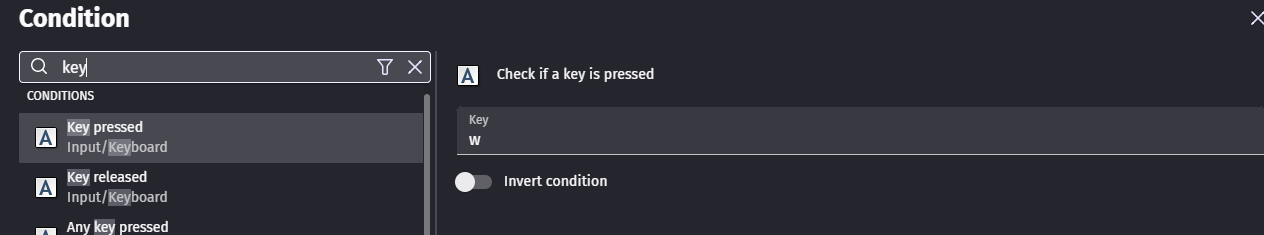 Condition
key
CONDITIONS
Key pressed
Input/Keyboard
Key released
Input/Keyboard
Any key pressed
A Check if a key is pressed
Key
w
Invert condition